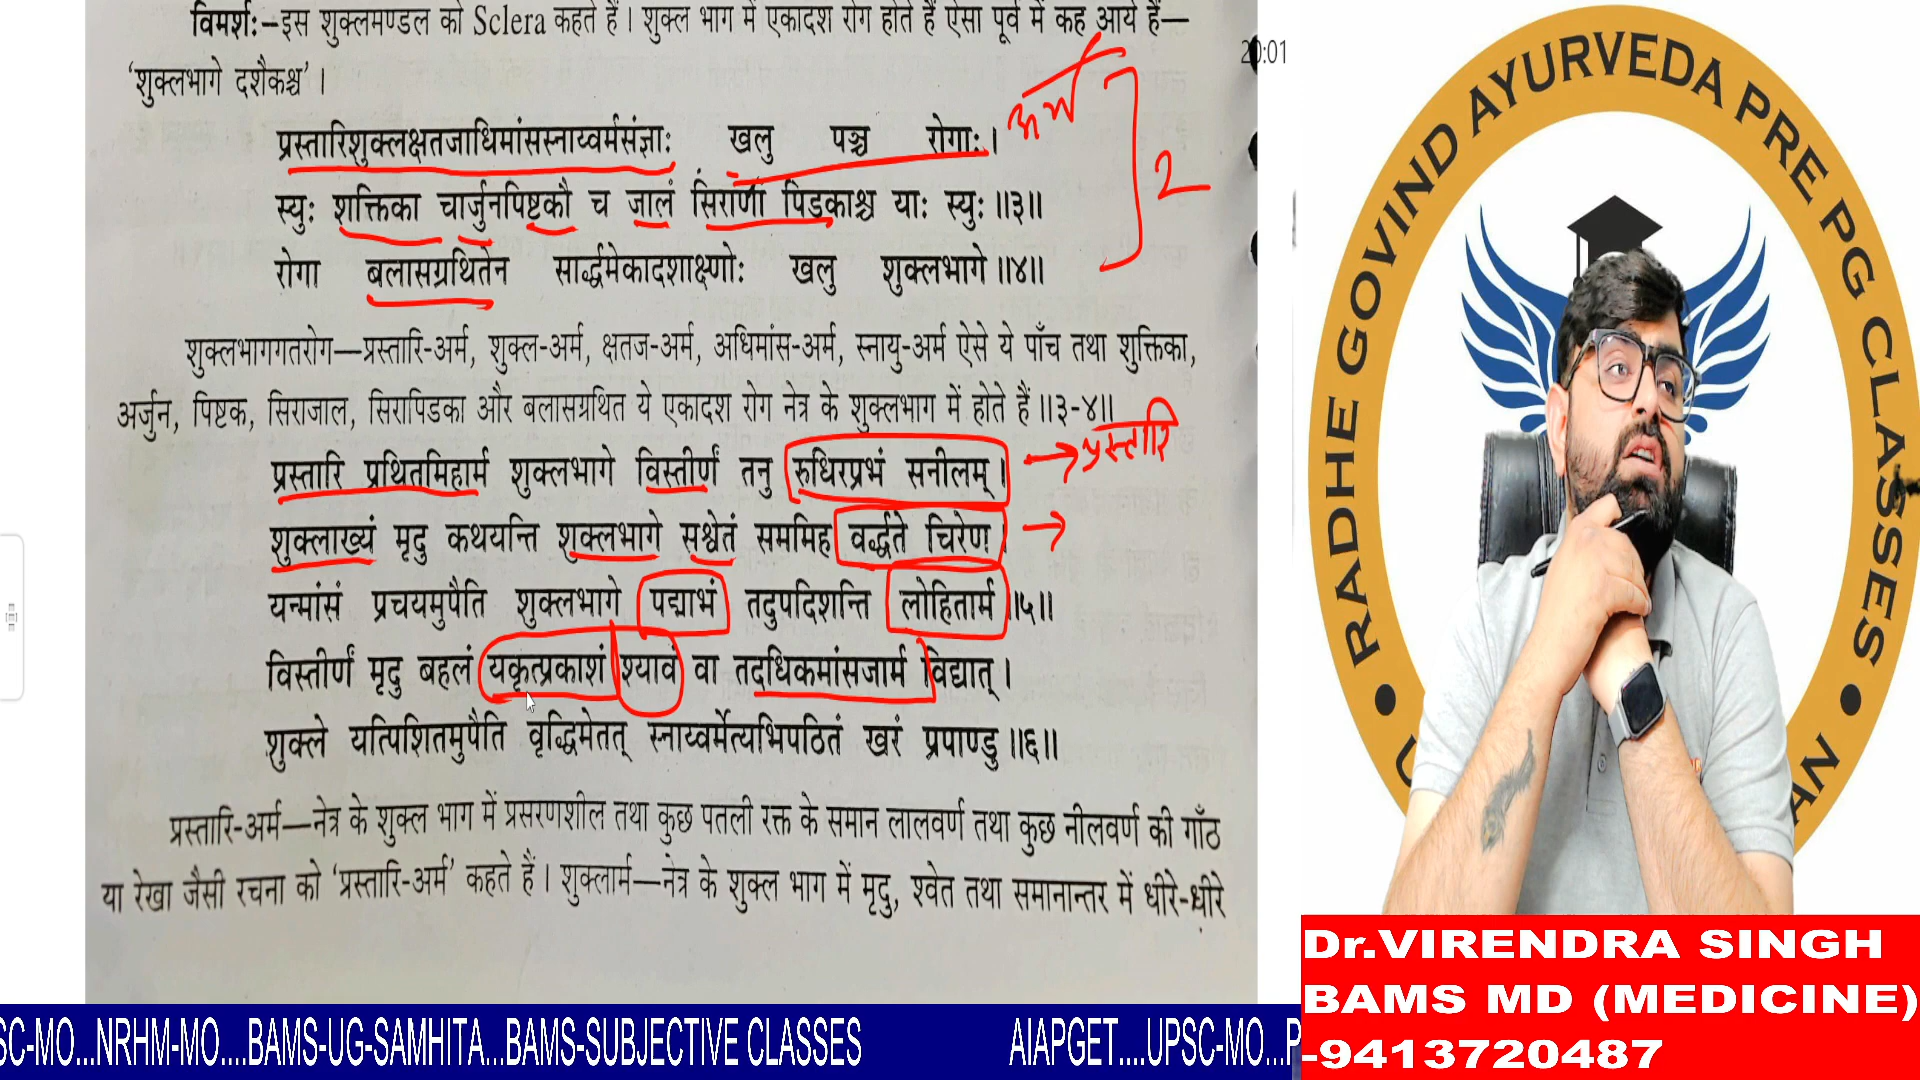 विमर्शः–इस शुक्लमण्डल को Sclera कहते हैं। शुक्ल भाग में एकादश रोग होते हैं ऐसा पूर्व में कह आये हैं—
'शुक्लभागे दशैकश्च'।
प्रस्तारिशुक्लक्षतजाधिमांसस्नाय्वर्मसंज्ञाः खलु पञ्च रोगाः।
स्युः शक्तिका चार्जुनपिष्टकौ च जालं सिराणां पिडकाश्च याः स्युः॥३॥
रोगा बलासग्रथितेन सार्द्धमेकादशाक्ष्णोः खलु शुक्लभागे॥४॥
अर्म
2
शुक्लभागगतरोग—प्रस्तारि-अर्म, शुक्ल-अर्म, क्षतज-अर्म, अधिमांस-अर्म, स्नायु-अर्म ऐसे ये पाँच तथा शुक्तिका,
अर्जुन, पिष्टक, सिराजाल, सिरापिडका और बलासग्रथित ये एकादश रोग नेत्र के शुक्लभाग में होते हैं॥३-४॥
प्रस्तारि प्रथितमिहार्म शुक्लभागे विस्तीर्णं तनु रुधिरप्रभं सनीलम्। → प्रस्तारि
शुक्लाख्यं मृदु कथयन्ति शुक्लभागे सश्वेतं सममिह वर्द्धते चिरेण। →
यन्मांसं प्रचयमुपैति शुक्लभागे पद्माभं तदुपदिशन्ति लोहितार्म॥५॥
विस्तीर्णं मृदु बहलं यकृत्प्रकाशं श्यावं वा तदधिकमांसजार्म विद्यात्।
शुक्ले यत्पिशितमुपैति वृद्धिमेतत् स्नाय्वर्मेत्यभिपठितं खरं प्रपाण्डु॥६॥
प्रस्तारि-अर्म—नेत्र के शुक्ल भाग में प्रसरणशील तथा कुछ पतली रक्त के समान लालवर्ण तथा कुछ नीलवर्ण की गाँठ
या रेखा जैसी रचना को 'प्रस्तारि-अर्म' कहते हैं। शुक्लार्म—नेत्र के शुक्ल भाग में मृदु, श्वेत तथा समानान्तर में धीरे-धीरे
RADHE GOVIND AYURVEDA PRE PG CLASSES
Dr.VIRENDRA SINGH
BAMS MD (MEDICINE)
-9413720487
SC-MO...NRHM-MO....BAMS-UG-SAMHITA...BAMS-SUBJECTIVE CLASSES AIAPGET....UPSC-MO...P